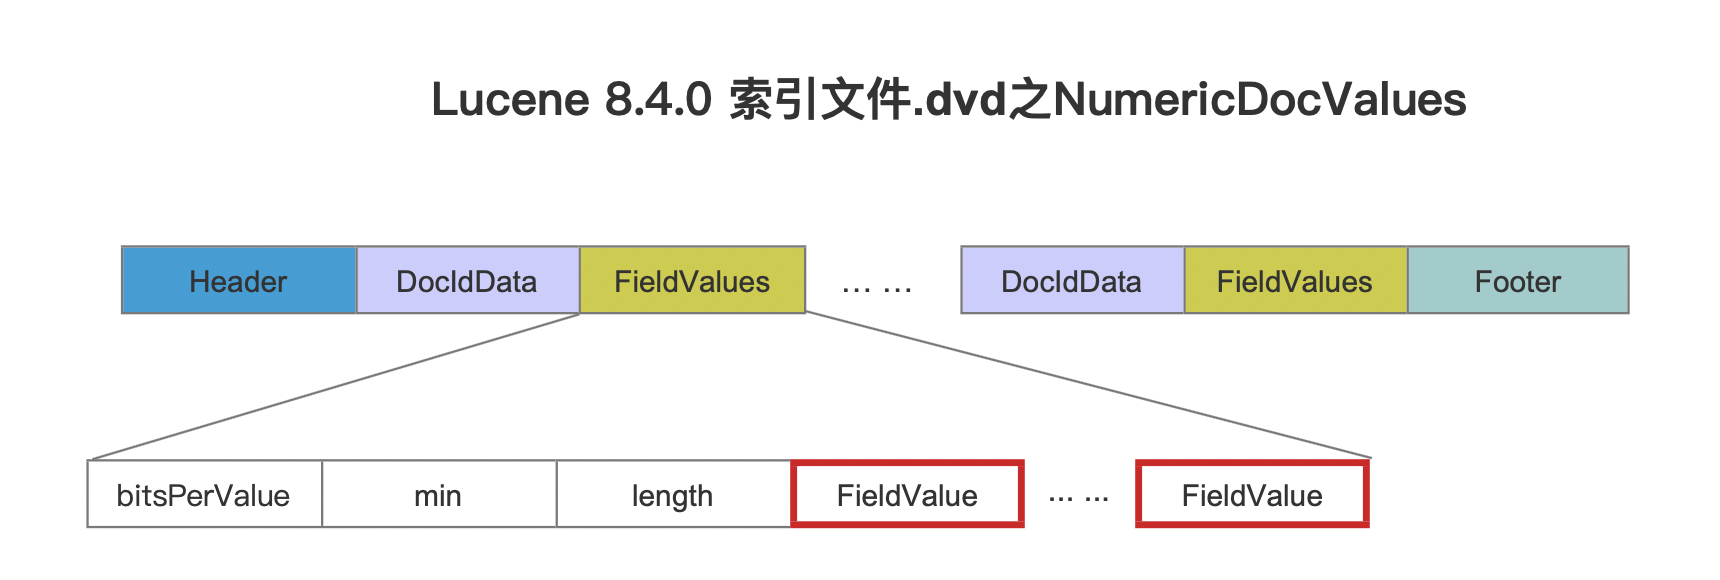 Lucene 8.4.0 索引文件.dvd之NumericDocValues
Header DocIdData FieldValues ... ... DocIdData FieldValues Footer
bitsPerValue min length FieldValue ... ... FieldValue